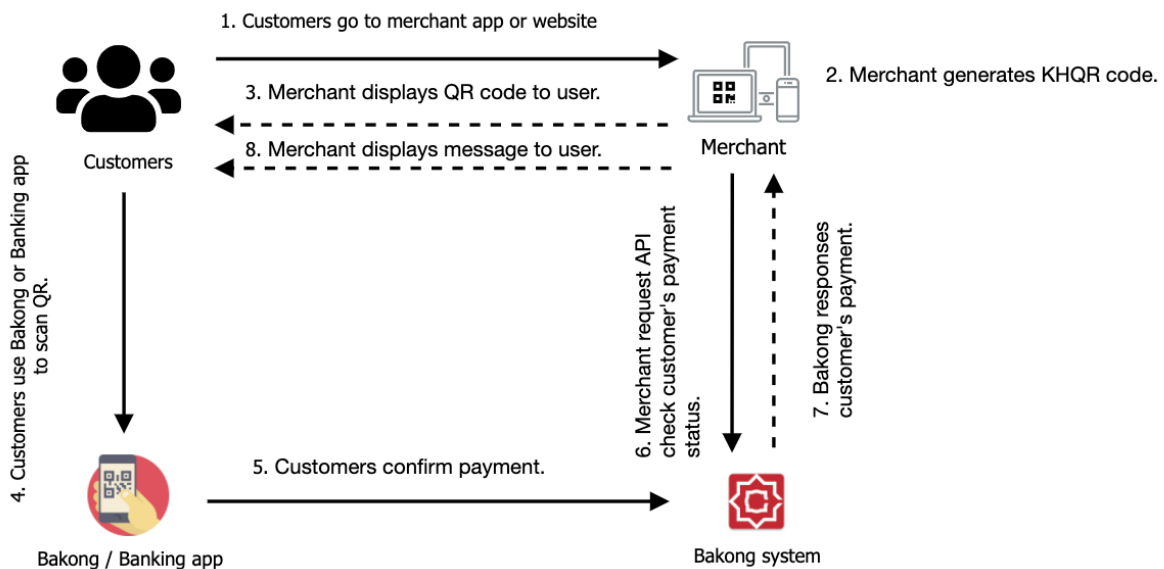 1. Customers go to merchant app or website
2. Merchant generates KHQR code.
3. Merchant displays QR code to user.
Customers
8. Merchant displays message to user.
Merchant
4. Customers use Bakong or Banking app
to scan QR.
6. Merchant request API
check customer's payment
status.
7. Bakong responses
customer's payment.
5. Customers confirm payment.
Bakong / Banking app
Bakong system